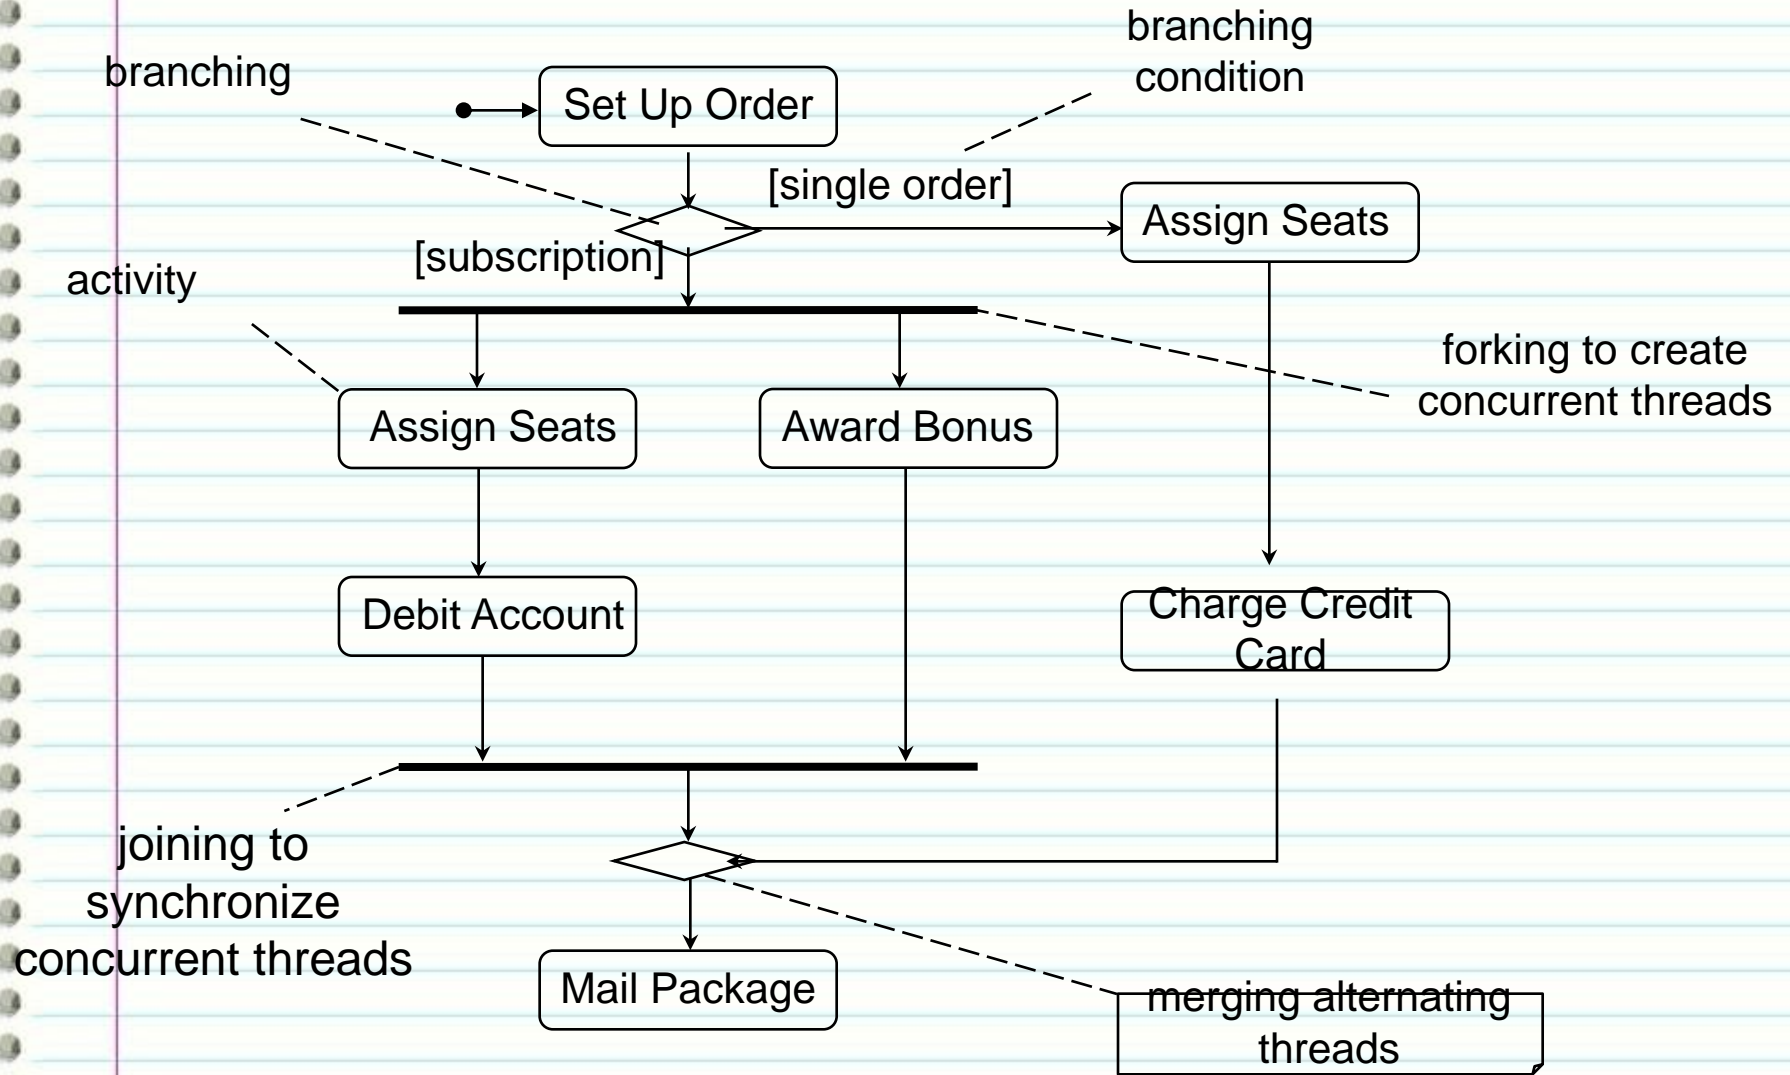 branching
condition
branching
Set Up Order
[single order]
Assign Seats
[subscription]
activity
forking to create
concurrent threads
Assign Seats
Award Bonus
Debit Account
Charge Credit
Card
joining to
synchronize
concurrent threads
Mail Package
merging alternating
threads